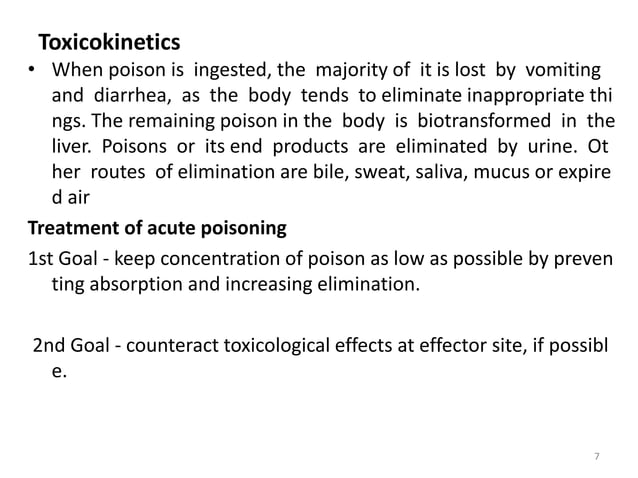 Toxicokinetics
• When poison is ingested, the majority of it is lost by vomiting
and diarrhea, as the body tends to eliminate inappropriate thi
ngs. The remaining poison in the body is biotransformed in the
liver. Poisons or its end products are eliminated by urine. Ot
her routes of elimination are bile, sweat, saliva, mucus or expire
d air
Treatment of acute poisoning
1st Goal - keep concentration of poison as low as possible by preven
ting absorption and increasing elimination.
2nd Goal - counteract toxicological effects at effector site, if possibl
e.
7